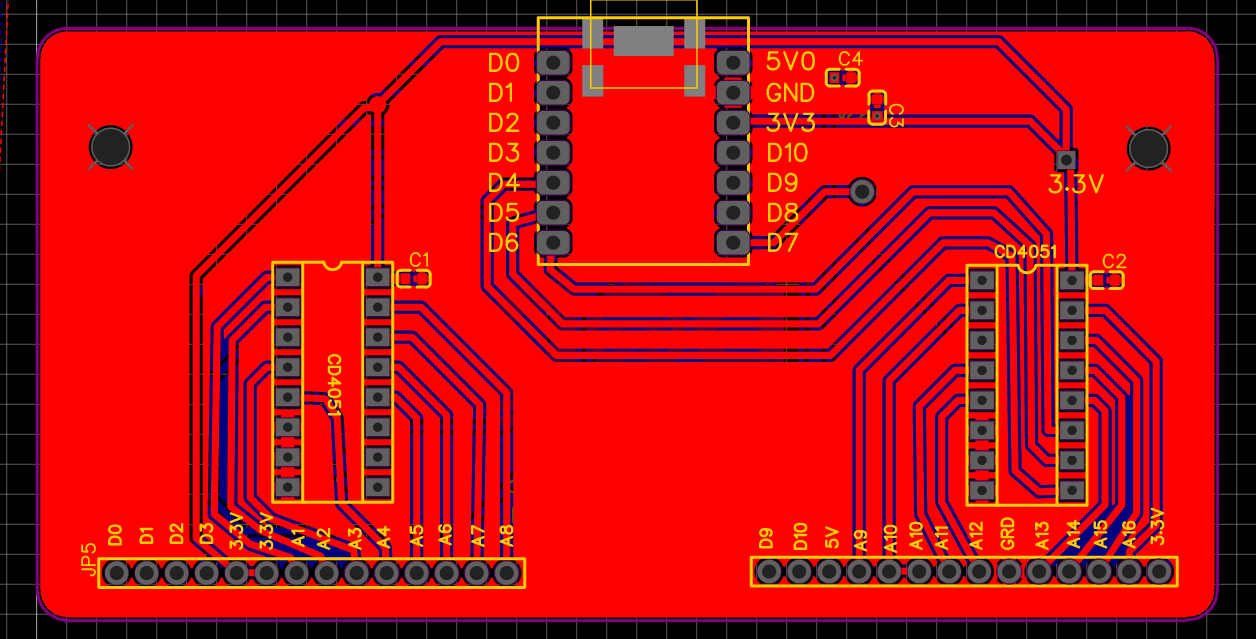 D0
D1
D2
D3
D4
D5
D6
5V0
GND
3V3
D10
D9
D8
D7
C4
C3
3.3V
C1
CD4051
CD4051
C2
JP5
D0 D1 D2 D3 3.3V 3.3V A1 A2 A3 A4 A5 A6 A7 A8
D9 D10 5V A9 A10 A10 A11 A12 GRD A13 A14 A15 A16 3.3V